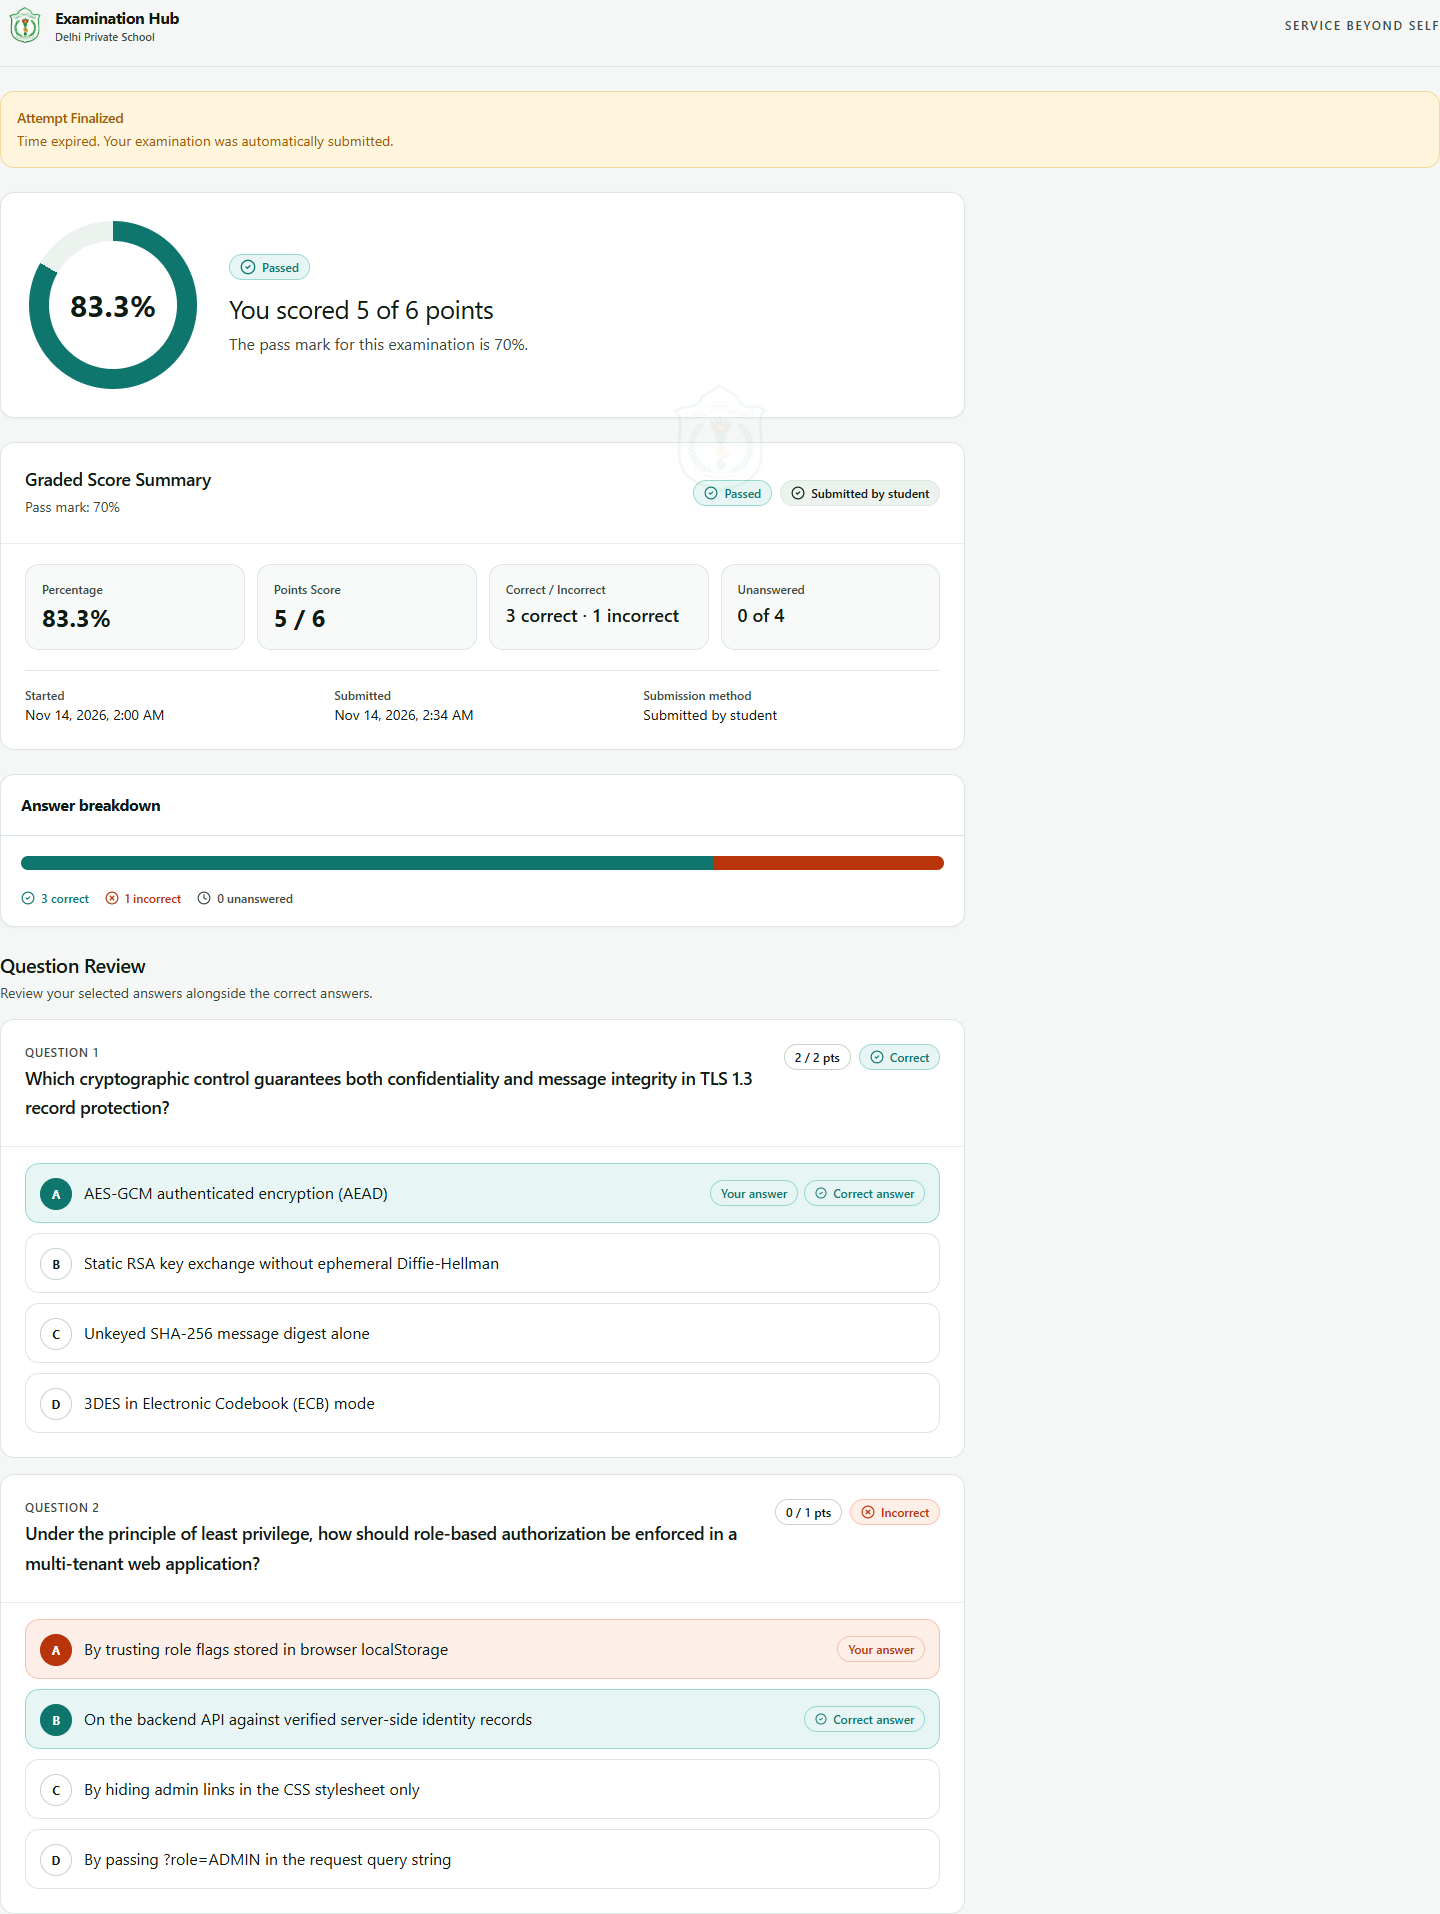 Examination Hub
Delhi Private School
SERVICE BEYOND SELF
Attempt Finalized
Time expired. Your examination was automatically submitted.
83.3%
Passed
You scored 5 of 6 points
The pass mark for this examination is 70%.
Graded Score Summary
Pass mark: 70%
Passed
Submitted by student
Percentage
83.3%
Points Score
5 / 6
Correct / Incorrect
3 correct · 1 incorrect
Unanswered
0 of 4
Started
Nov 14, 2026, 2:00 AM
Submitted
Nov 14, 2026, 2:34 AM
Submission method
Submitted by student
Answer breakdown
3 correct
1 incorrect
0 unanswered
Question Review
Review your selected answers alongside the correct answers.
QUESTION 1
2 / 2 pts
Correct
Which cryptographic control guarantees both confidentiality and message integrity in TLS 1.3
record protection?
A AES-GCM authenticated encryption (AEAD) Your answer Correct answer
B Static RSA key exchange without ephemeral Diffie-Hellman
C Unkeyed SHA-256 message digest alone
D 3DES in Electronic Codebook (ECB) mode
QUESTION 2
0 / 1 pts
Incorrect
Under the principle of least privilege, how should role-based authorization be enforced in a
multi-tenant web application?
A By trusting role flags stored in browser localStorage Your answer
B On the backend API against verified server-side identity records Correct answer
C By hiding admin links in the CSS stylesheet only
D By passing ?role=ADMIN in the request query string